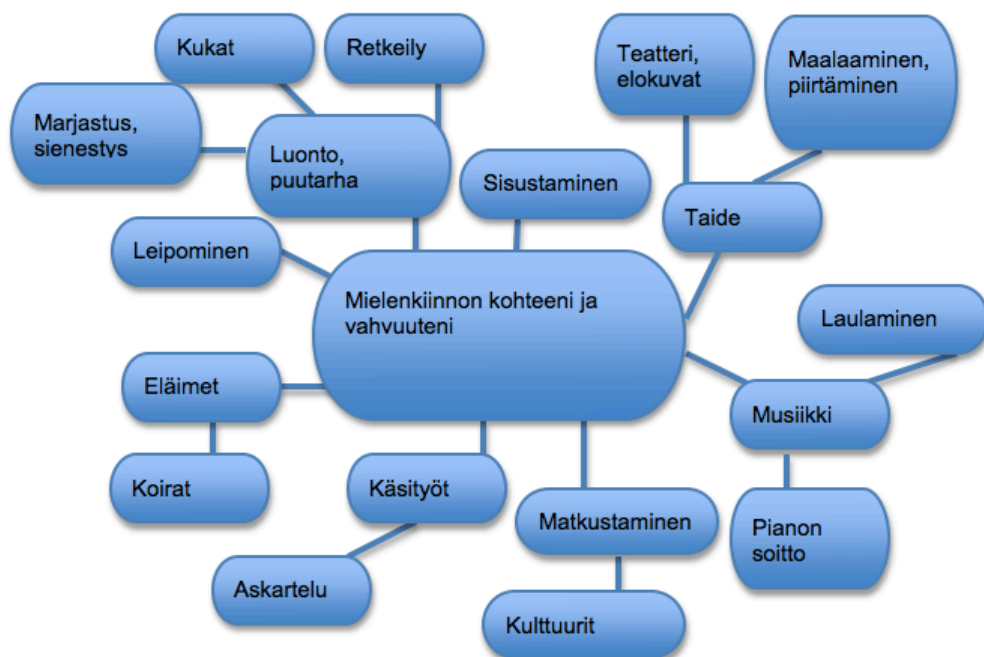 Kukat
Retkeily
Teatteri,
elokuvat
Maalaaminen,
piirtäminen
Marjastus,
sienestys
Luonto,
puutarha
Sisustaminen
Taide
Leipominen
Mielenkiinnon kohteeni ja
vahvuuteni
Laulaminen
Eläimet
Musiikki
Koirat
Käsityöt
Matkustaminen
Pianon
soitto
Askartelu
Kulttuurit